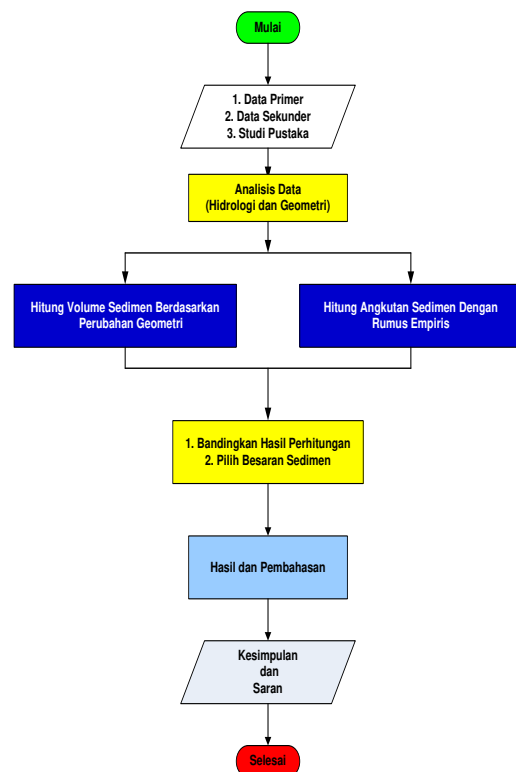 Mulai
1. Data Primer
2. Data Sekunder
3. Studi Pustaka
Analisis Data
(Hidrologi dan Geometri)
Hitung Volume Sedimen Berdasarkan
Perubahan Geometri
Hitung Angkutan Sedimen Dengan
Rumus Empiris
1. Bandingkan Hasil Perhitungan
2. Pilih Besaran Sedimen
Hasil dan Pembahasan
Kesimpulan
dan
Saran
Selesai